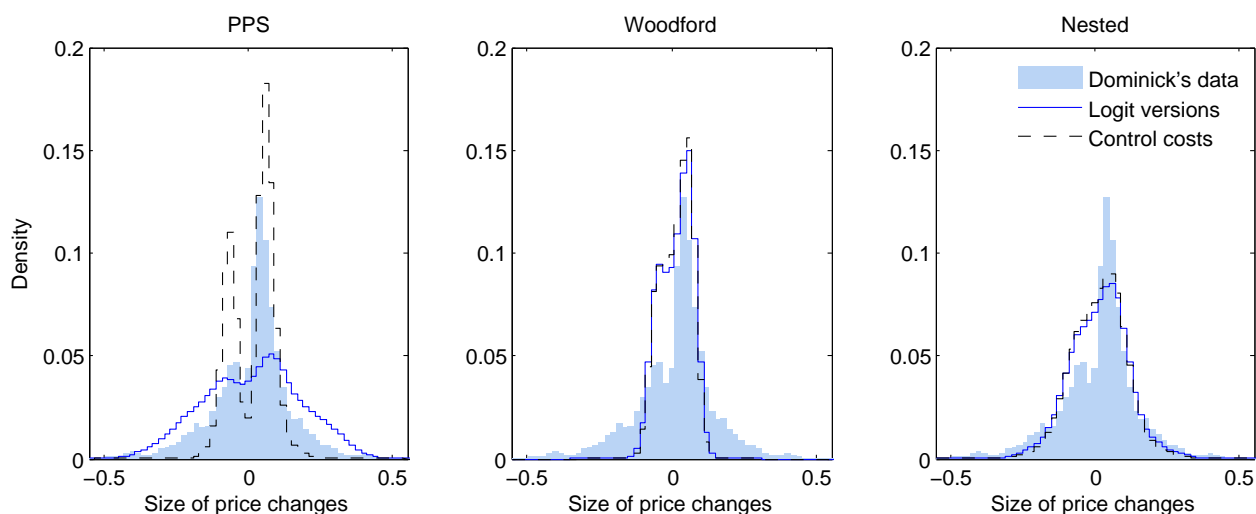 PPS
Density
0.2
0.15
0.1
0.05
0
−0.5
0
0.5
Size of price changes
Woodford
0.2
0.15
0.1
0.05
0
−0.5
0
0.5
Size of price changes
Nested
0.2
0.15
0.1
0.05
0
−0.5
0
0.5
Size of price changes
Dominick's data
Logit versions
Control costs